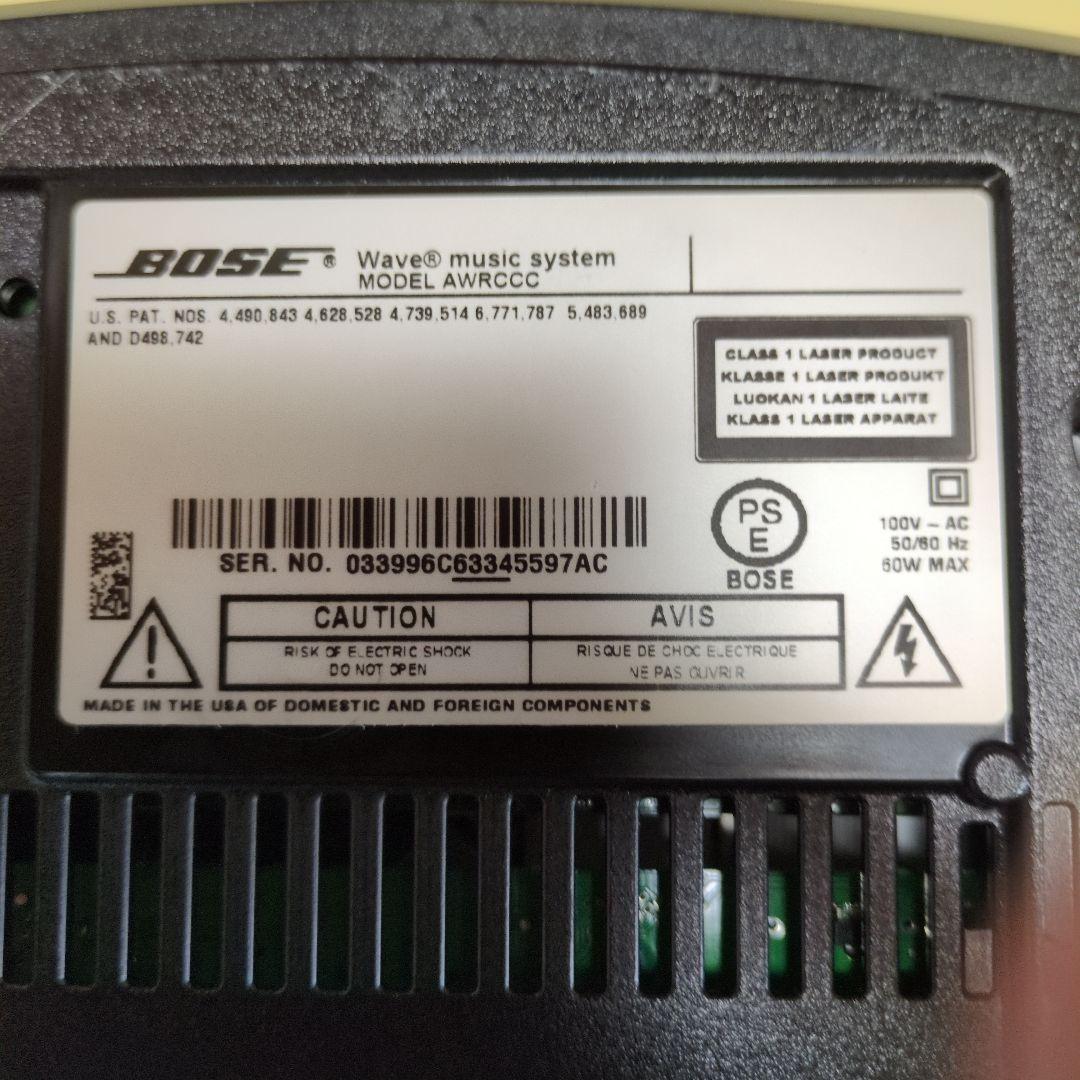 BOSE® Wave® music system
MODEL AWRCCC
U.S. PAT. NOS. 4,490,843 4,628,528 4,739,514 6,771,787 5,483,689
AND D498,742
CLASS 1 LASER PRODUCT
KLASSE 1 LASER PRODUKT
LUOKAN 1 LASER LAITE
KLASS 1 LASER APPARAT
PS
E
BOSE
100V ~ AC
50/60 Hz
60W MAX
SER. NO. 033996C63345597AC
CAUTION
RISK OF ELECTRIC SHOCK
DO NOT OPEN
AVIS
RISQUE DE CHOC ELECTRIQUE
NE PAS OUVRIR
MADE IN THE USA OF DOMESTIC AND FOREIGN COMPONENTS